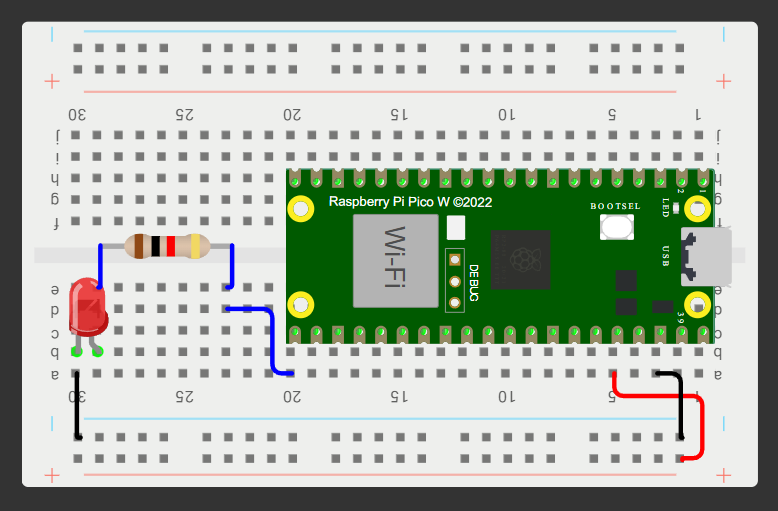 30 25 20 15 10 5 1
j j
i i
h h
g g
f f
Raspberry Pi Pico W ©2022
BOOTSEL
LED
2 1
Wi-Fi
DEBUG
USB
39
e e
d d
c c
b b
a a
30 25 20 15 10 5 1